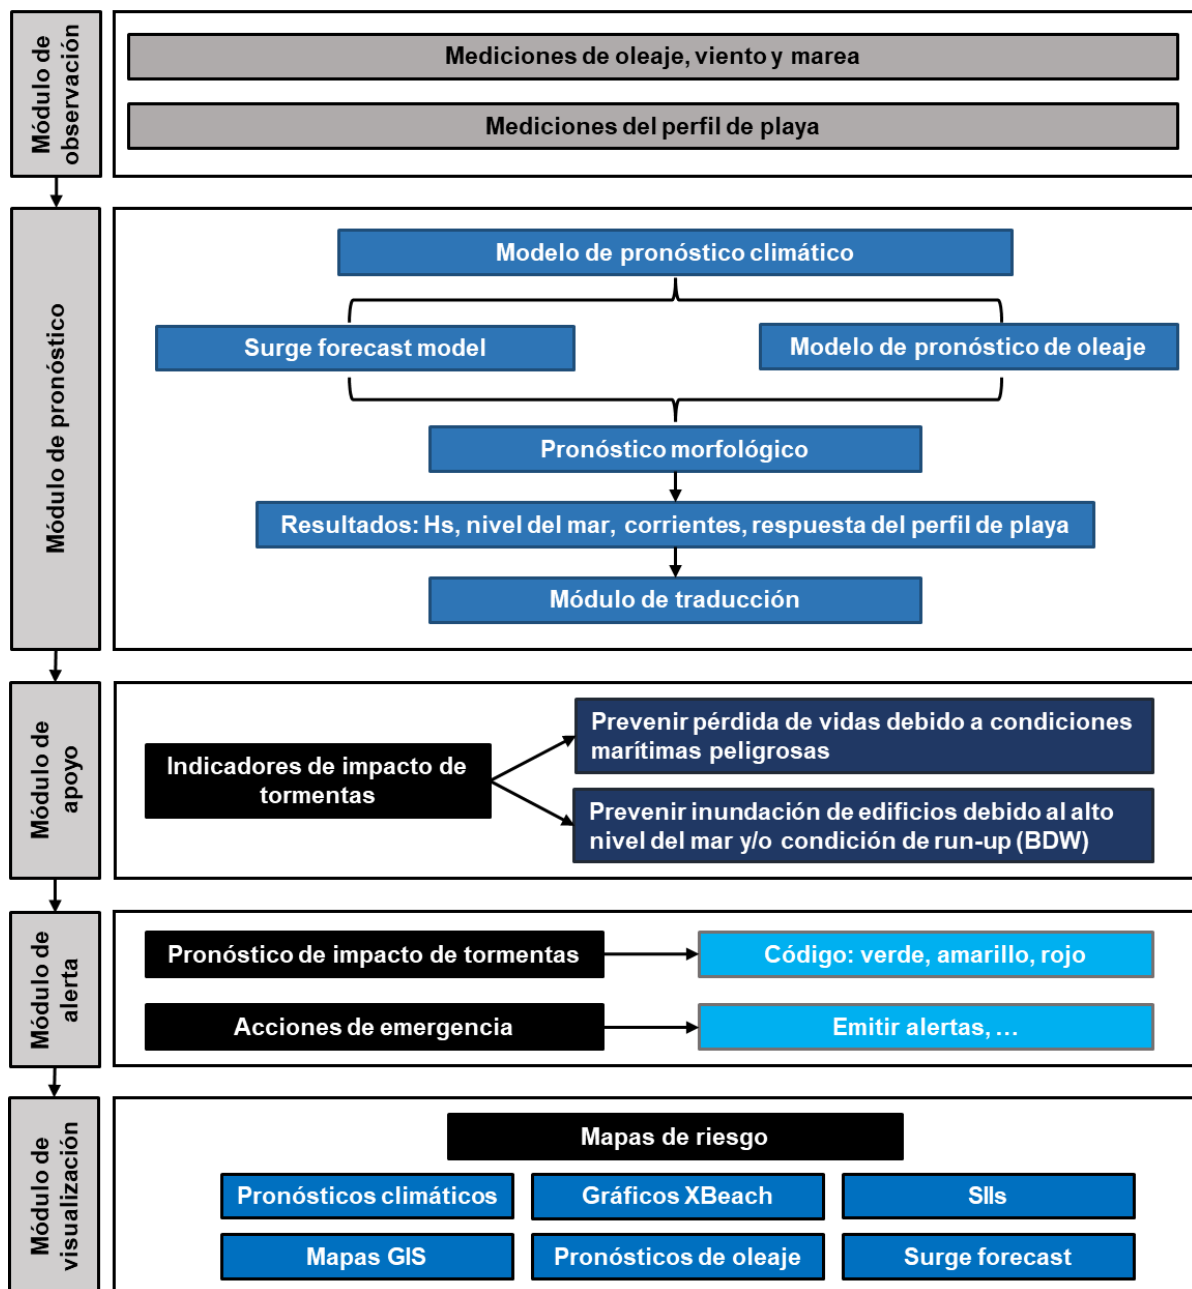 Módulo de
observación
Mediciones de oleaje, viento y marea
Mediciones del perfil de playa
Módulo de pronóstico
Modelo de pronóstico climático
Surge forecast model
Modelo de pronóstico de oleaje
Pronóstico morfológico
Resultados: Hs, nivel del mar, corrientes, respuesta del perfil de playa
Módulo de traducción
Módulo de
apoyo
Indicadores de impacto de
tormentas
Prevenir pérdida de vidas debido a condiciones
marítimas peligrosas
Prevenir inundación de edificios debido al alto
nivel del mar y/o condición de run-up (BDW)
Módulo de
alerta
Pronóstico de impacto de tormentas
Código: verde, amarillo, rojo
Acciones de emergencia
Emitir alertas, ...
Módulo de
visualización
Mapas de riesgo
Pronósticos climáticos
Gráficos XBeach
SIIs
Mapas GIS
Pronósticos de oleaje
Surge forecast